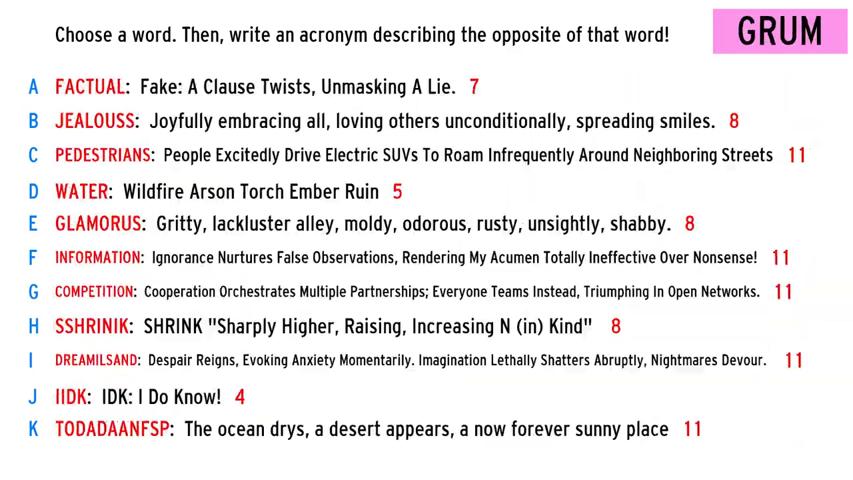 Choose a word. Then, write an acronym describing the opposite of that word!
GRUM
A FACTUAL: Fake: A Clause Twists, Unmasking A Lie. 7
B JEALOUSS: Joyfully embracing all, loving others unconditionally, spreading smiles. 8
C PEDESTRIANS: People Excitedly Drive Electric SUVs To Roam Infrequently Around Neighboring Streets 11
D WATER: Wildfire Arson Torch Ember Ruin 5
E GLAMORUS: Gritty, lackluster alley, moldy, odorous, rusty, unsightly, shabby. 8
F INFORMATION: Ignorance Nurtures False Observations, Rendering My Acumen Totally Ineffective Over Nonsense! 11
G COMPETITION: Cooperation Orchestrates Multiple Partnerships; Everyone Teams Instead, Triumphing In Open Networks. 11
H SSHRINIK: SHRINK "Sharply Higher, Raising, Increasing N (in) Kind" 8
I DREAMILSAND: Despair Reigns, Evoking Anxiety Momentarily. Imagination Lethally Shatters Abruptly, Nightmares Devour. 11
J IIDK: IDK: I Do Know! 4
K TODADAANFSP: The ocean drys, a desert appears, a now forever sunny place 11